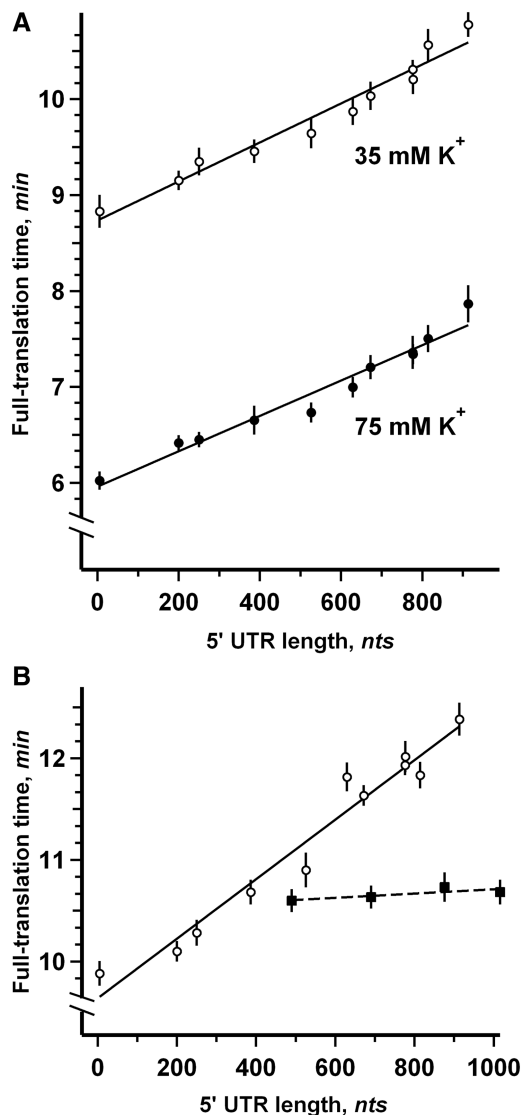 A
Full-translation time, min
10
9
8
7
6
35 mM K+
75 mM K+
0 200 400 600 800
5' UTR length, nts
B
Full-translation time, min
12
11
10
0 200 400 600 800 1000
5' UTR length, nts